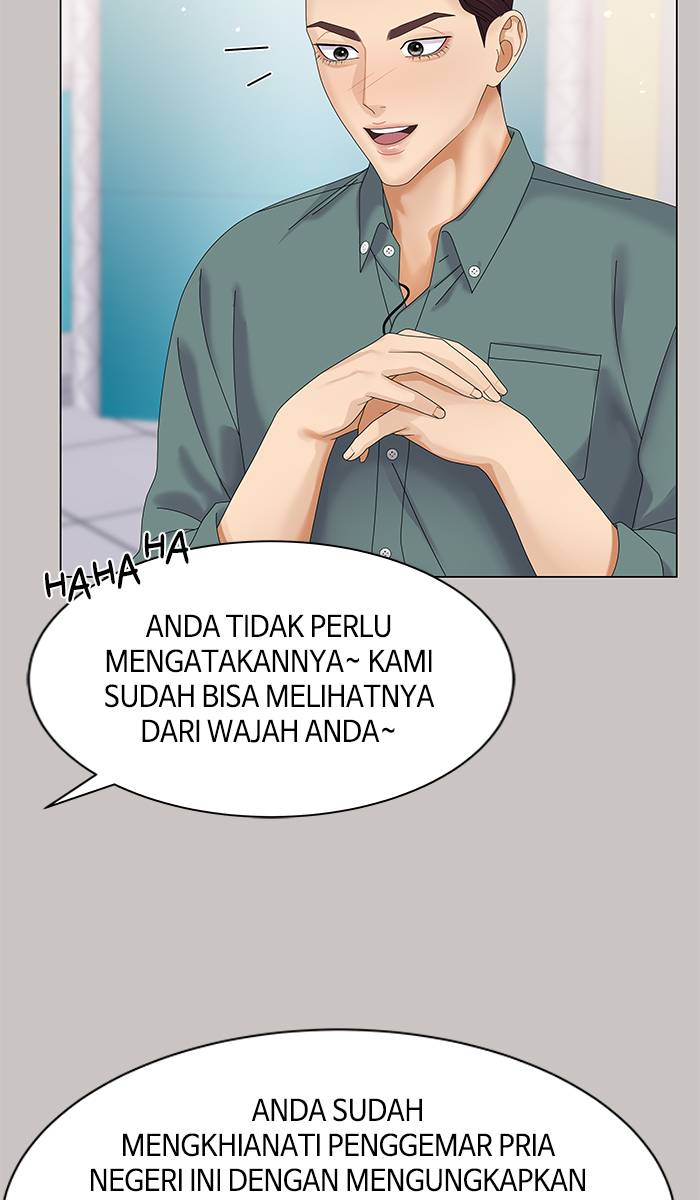 HAHAHA
ANDA TIDAK PERLU
MENGATAKANNYA~ KAMI
SUDAH BISA MELIHATNYA
DARI WAJAH ANDA~
ANDA SUDAH
MENGKHIANATI PENGGEMAR PRIA
NEGERI INI DENGAN MENGUNGKAPKAN